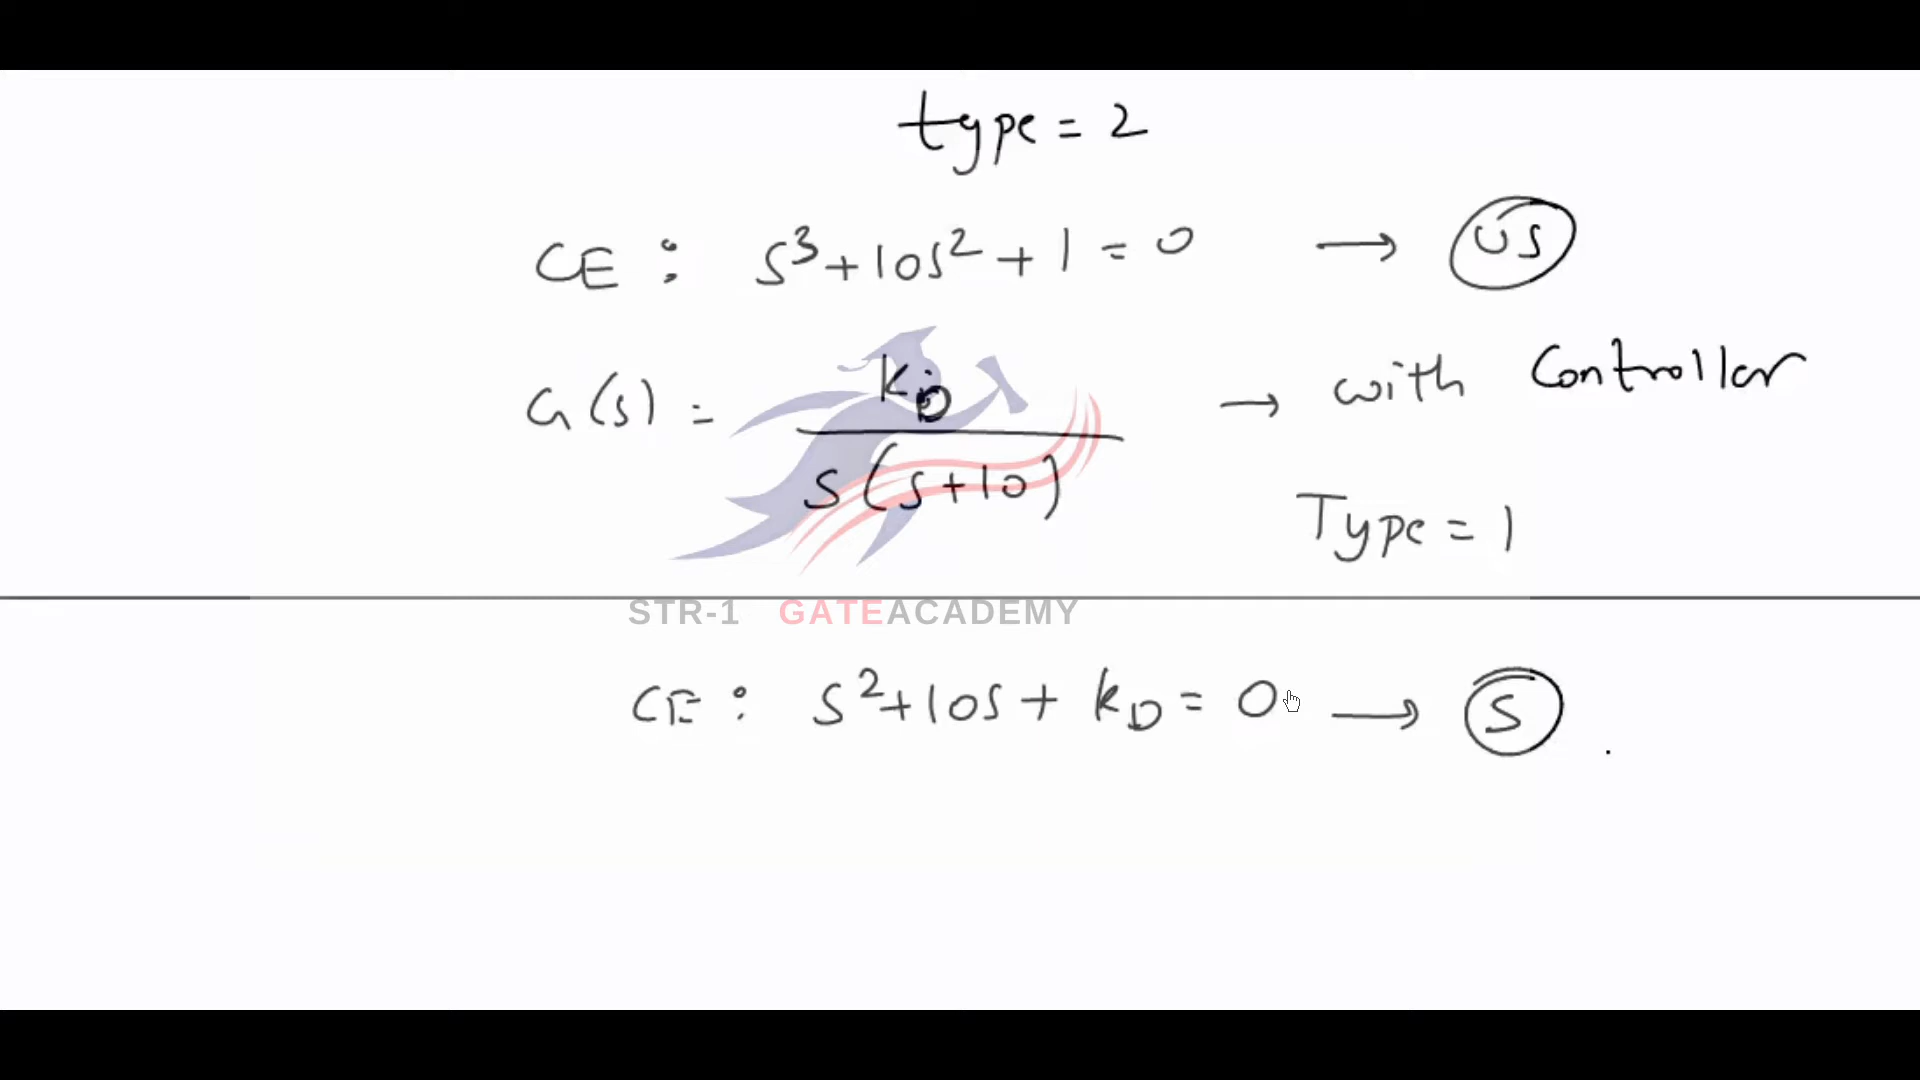 type = 2
CE : s³ + 10s² + 1 = 0 → US
G(s) = K_D / s(s+10) → with Controller
Type = 1
STR-1 GATEACADEMY
CE : s² + 10s + k_D = 0 → S